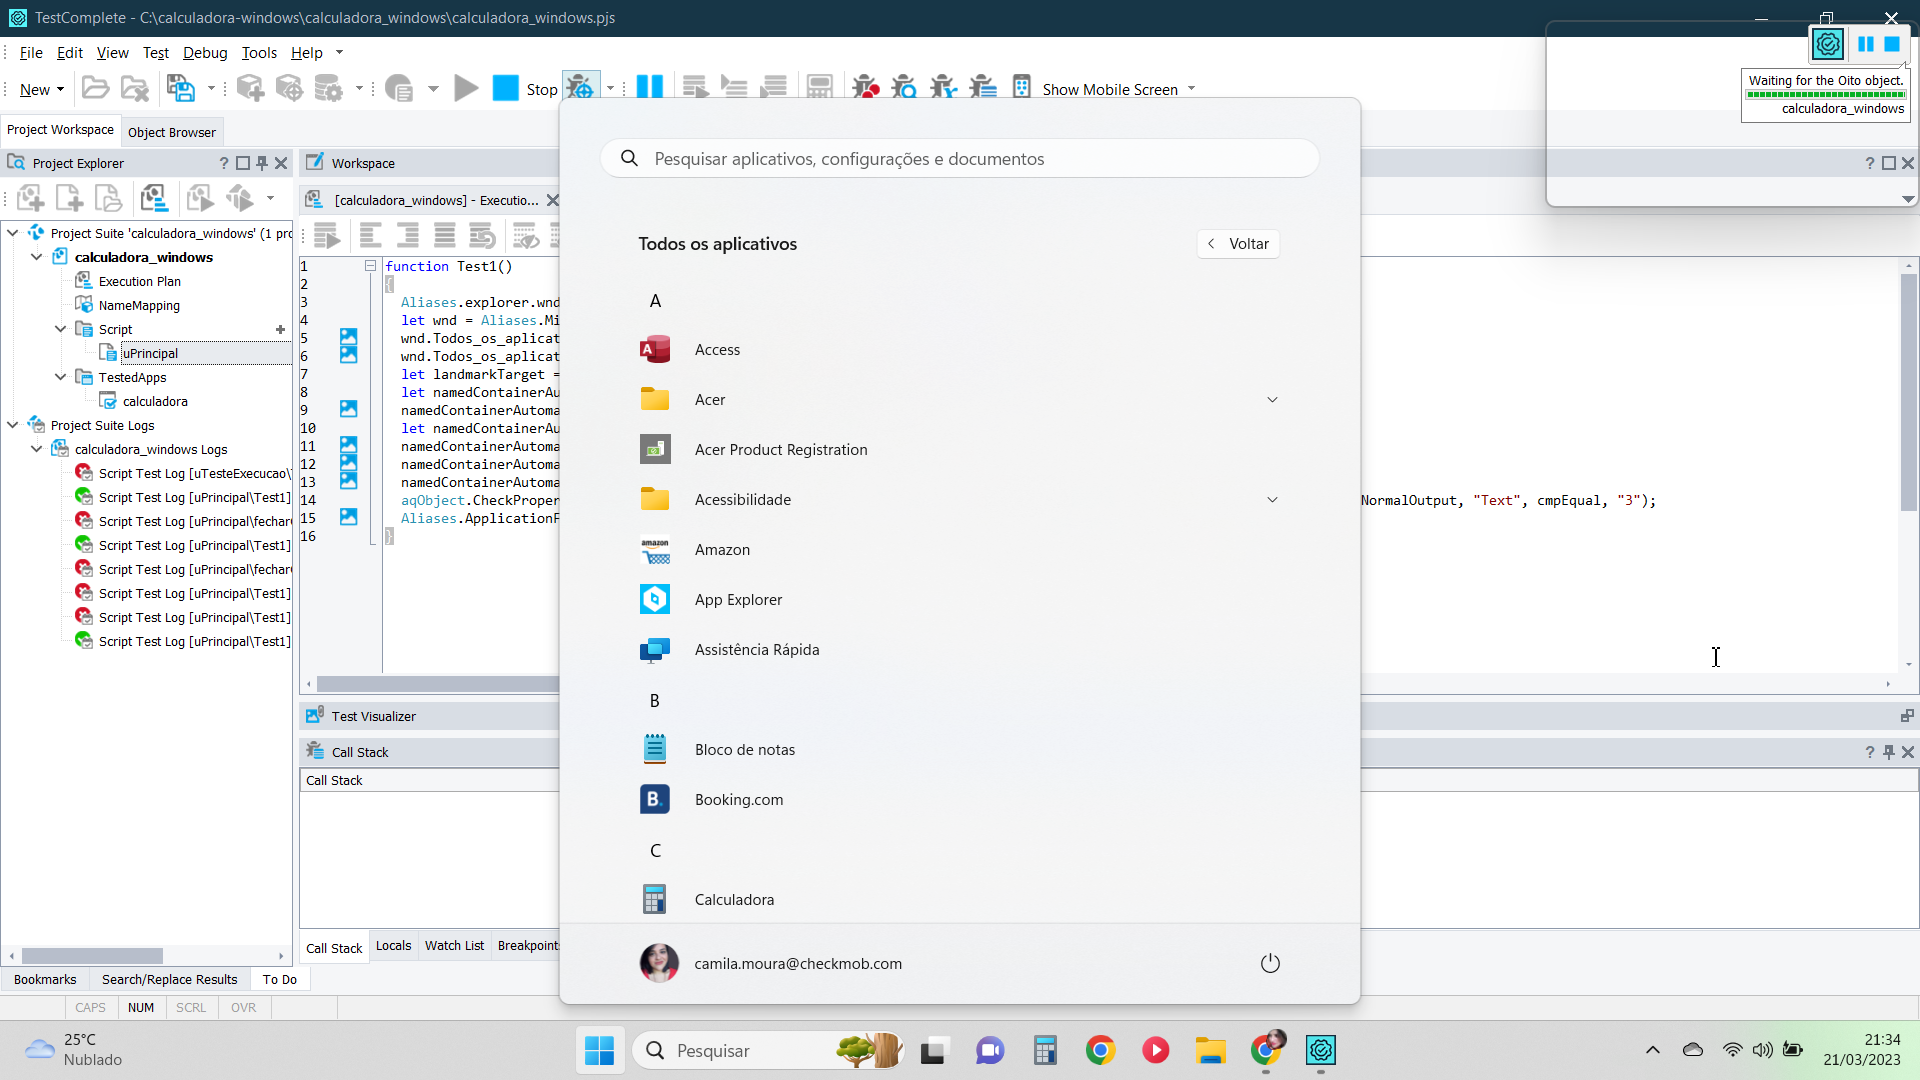 TestComplete - C:\calculadora-windows\calculadora_windows\calculadora_windows.pjs
File Edit View Test Debug Tools Help
New Stop Show Mobile Screen
Waiting for the Oito object.
calculadora_windows
Project Workspace Object Browser
Project Explorer ?
Workspace ?
[calculadora_windows] - Executio...
Project Suite 'calculadora_windows' (1 pro
calculadora_windows
Execution Plan
NameMapping
Script +
uPrincipal
TestedApps
calculadora
Project Suite Logs
calculadora_windows Logs
Script Test Log [uTesteExecucao\
Script Test Log [uPrincipal\Test1]
Script Test Log [uPrincipal\fechar
Script Test Log [uPrincipal\Test1]
Script Test Log [uPrincipal\fechar
Script Test Log [uPrincipal\Test1]
Script Test Log [uPrincipal\Test1]
Script Test Log [uPrincipal\Test1]
1 function Test1()
2 {
3 Aliases.explorer.wnd
4 let wnd = Aliases.Mi
5 wnd.Todos_os_aplicat
6 wnd.Todos_os_aplicat
7 let landmarkTarget =
8 let namedContainerAu
9 namedContainerAutoma
10 let namedContainerAu
11 namedContainerAutoma
12 namedContainerAutoma
13 namedContainerAutoma
14 aqObject.CheckProper NormalOutput, "Text", cmpEqual, "3");
15 Aliases.ApplicationF
16 }
Pesquisar aplicativos, configurações e documentos
Todos os aplicativos
Voltar
A
Access
Acer
Acer Product Registration
Acessibilidade
Amazon
App Explorer
Assistência Rápida
B
Bloco de notas
Booking.com
C
Calculadora
camila.moura@checkmob.com
Test Visualizer
Call Stack ?
Call Stack
Call Stack Locals Watch List Breakpoint
Bookmarks Search/Replace Results To Do
CAPS NUM SCRL OVR
25°C
Nublado
Pesquisar
21:34
21/03/2023